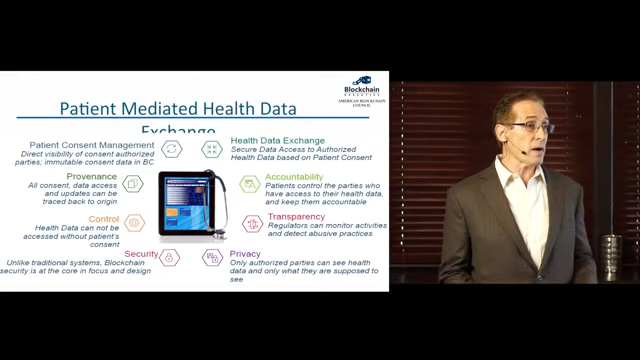 Blockchain
EXECUTIVE
AMERICAN BLOCKCHAIN
COUNCIL
Patient Mediated Health Data
Exchange
Patient Consent Management
Direct visibility of consent authorized
parties; immutable consent data in BC
Provenance
All consent, data access
and updates can be
traced back to origin
Control
Health Data can not be
accessed without patient's
consent
Security
Unlike traditional systems, Blockchain
security is at the core in focus and design
Health Data Exchange
Secure Data Access to Authorized
Health Data based on Patient Consent
Accountability
Patients control the parties who
have access to their health data,
and keep them accountable
Transparency
Regulators can monitor activities
and detect abusive practices
Privacy
Only authorized parties can see health
data and only what they are supposed to
see